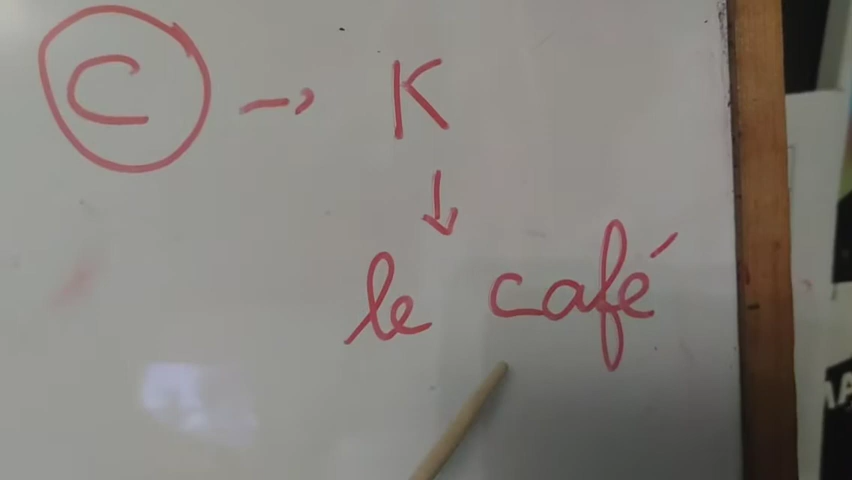 C → K
↓
le café